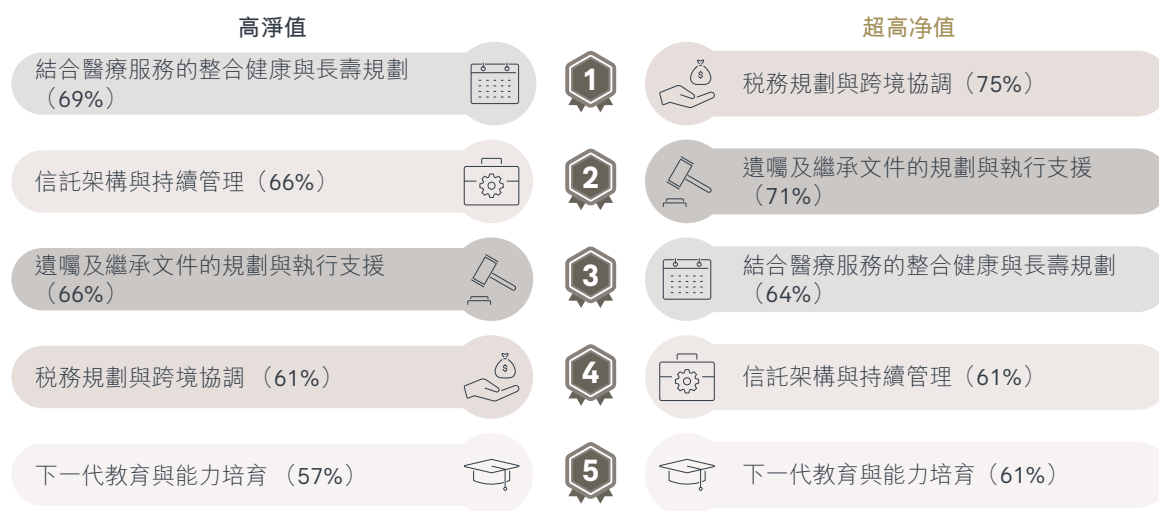 高淨值
超高净值
結合醫療服務的整合健康與長壽規劃
（69%）
1
税務規劃與跨境協調（75%）
信託架構與持續管理（66%）
2
遺囑及繼承文件的規劃與執行支援
（71%）
遺囑及繼承文件的規劃與執行支援
（66%）
3
結合醫療服務的整合健康與長壽規劃
（64%）
税務規劃與跨境協調 （61%）
4
信託架構與持續管理（61%）
下一代教育與能力培育 （57%）
5
下一代教育與能力培育（61%）